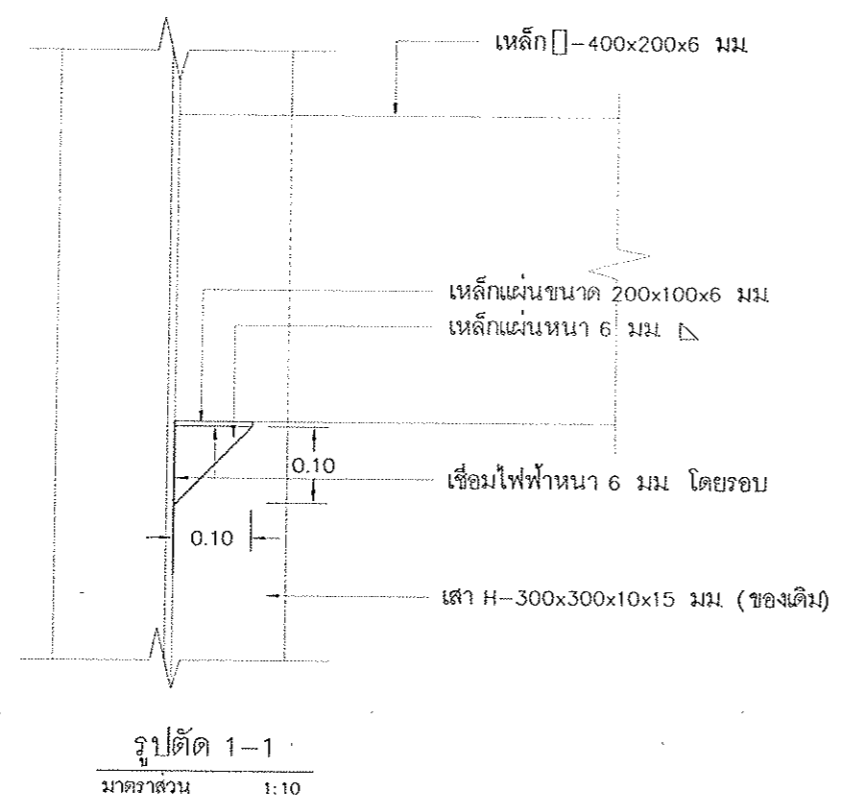 เหล็ก []-400x200x6 มม.
เหล็กแผ่นขนาด 200x100x6 มม.
เหล็กแผ่นหนา 6 มม.
0.10
เชื่อมไฟฟ้าหนา 6 มม. โดยรอบ
0.10
เสา H-300x300x10x15 มม. (ของเดิม)
รูปตัด 1-1
มาตราส่วน 1:10